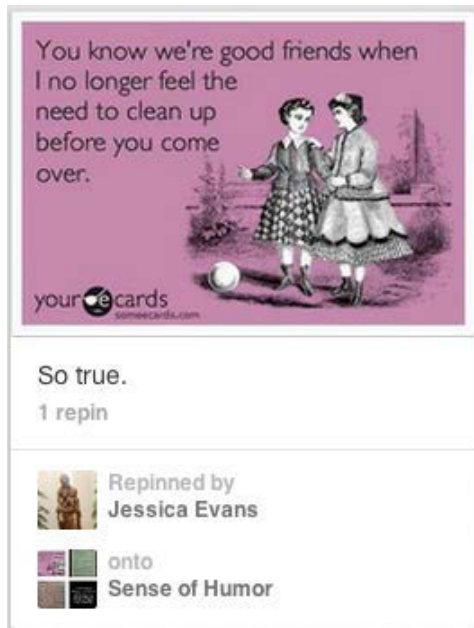 You know we're good friends when
I no longer feel the
need to clean up
before you come
over.
your e cards
someecards.com
So true.
1 repin
Repinned by
Jessica Evans
onto
Sense of Humor